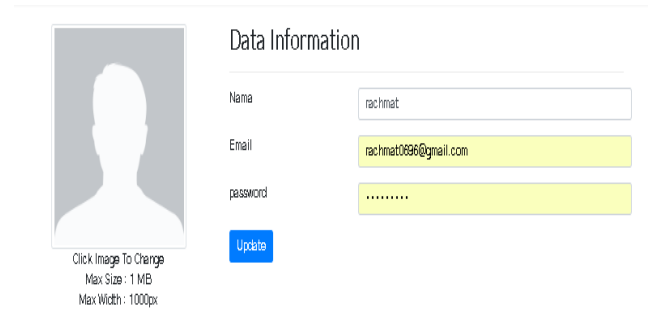 Data Information
Nama
rachmat
Email
rachmat0696@gmail.com
password
.........
Update
Click Image To Change
Max Size : 1 MB
Max Width : 1000px